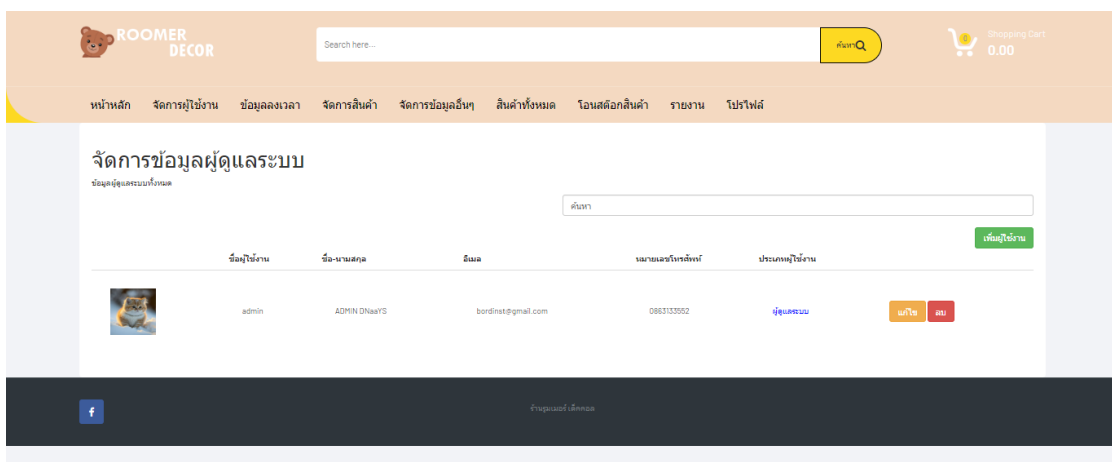 ROOMER
DECOR
Search here...
ค้นหา
0
Shopping Cart
0.00
หน้าหลัก จัดการผู้ใช้งาน ข้อมูลลงเวลา จัดการสินค้า จัดการข้อมูลอื่นๆ สินค้าทั้งหมด โอนสต๊อกสินค้า รายงาน โปรไฟล์
จัดการข้อมูลผู้ดูแลระบบ
ข้อมูลผู้ดูแลระบบทั้งหมด
ค้นหา
เพิ่มผู้ใช้งาน
ชื่อผู้ใช้งาน ชื่อ-นามสกุล อีเมล หมายเลขโทรศัพท์ ประเภทผู้ใช้งาน
admin ADMIN DNaaYS bordinst@gmail.com 0863133552 ผู้ดูแลระบบ แก้ไข ลบ
f
ร้านรูมเมอร์ เด็คคอล